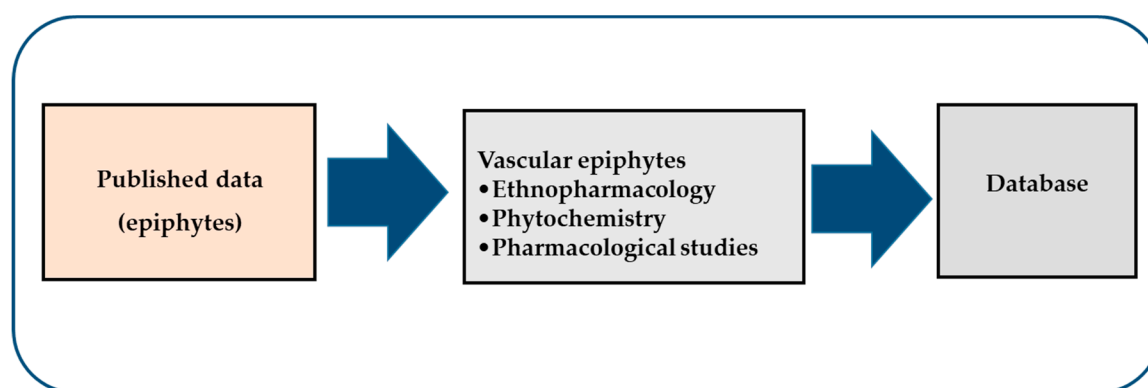 Published data
(epiphytes)
Vascular epiphytes
•Ethnopharmacology
•Phytochemistry
•Pharmacological studies
Database